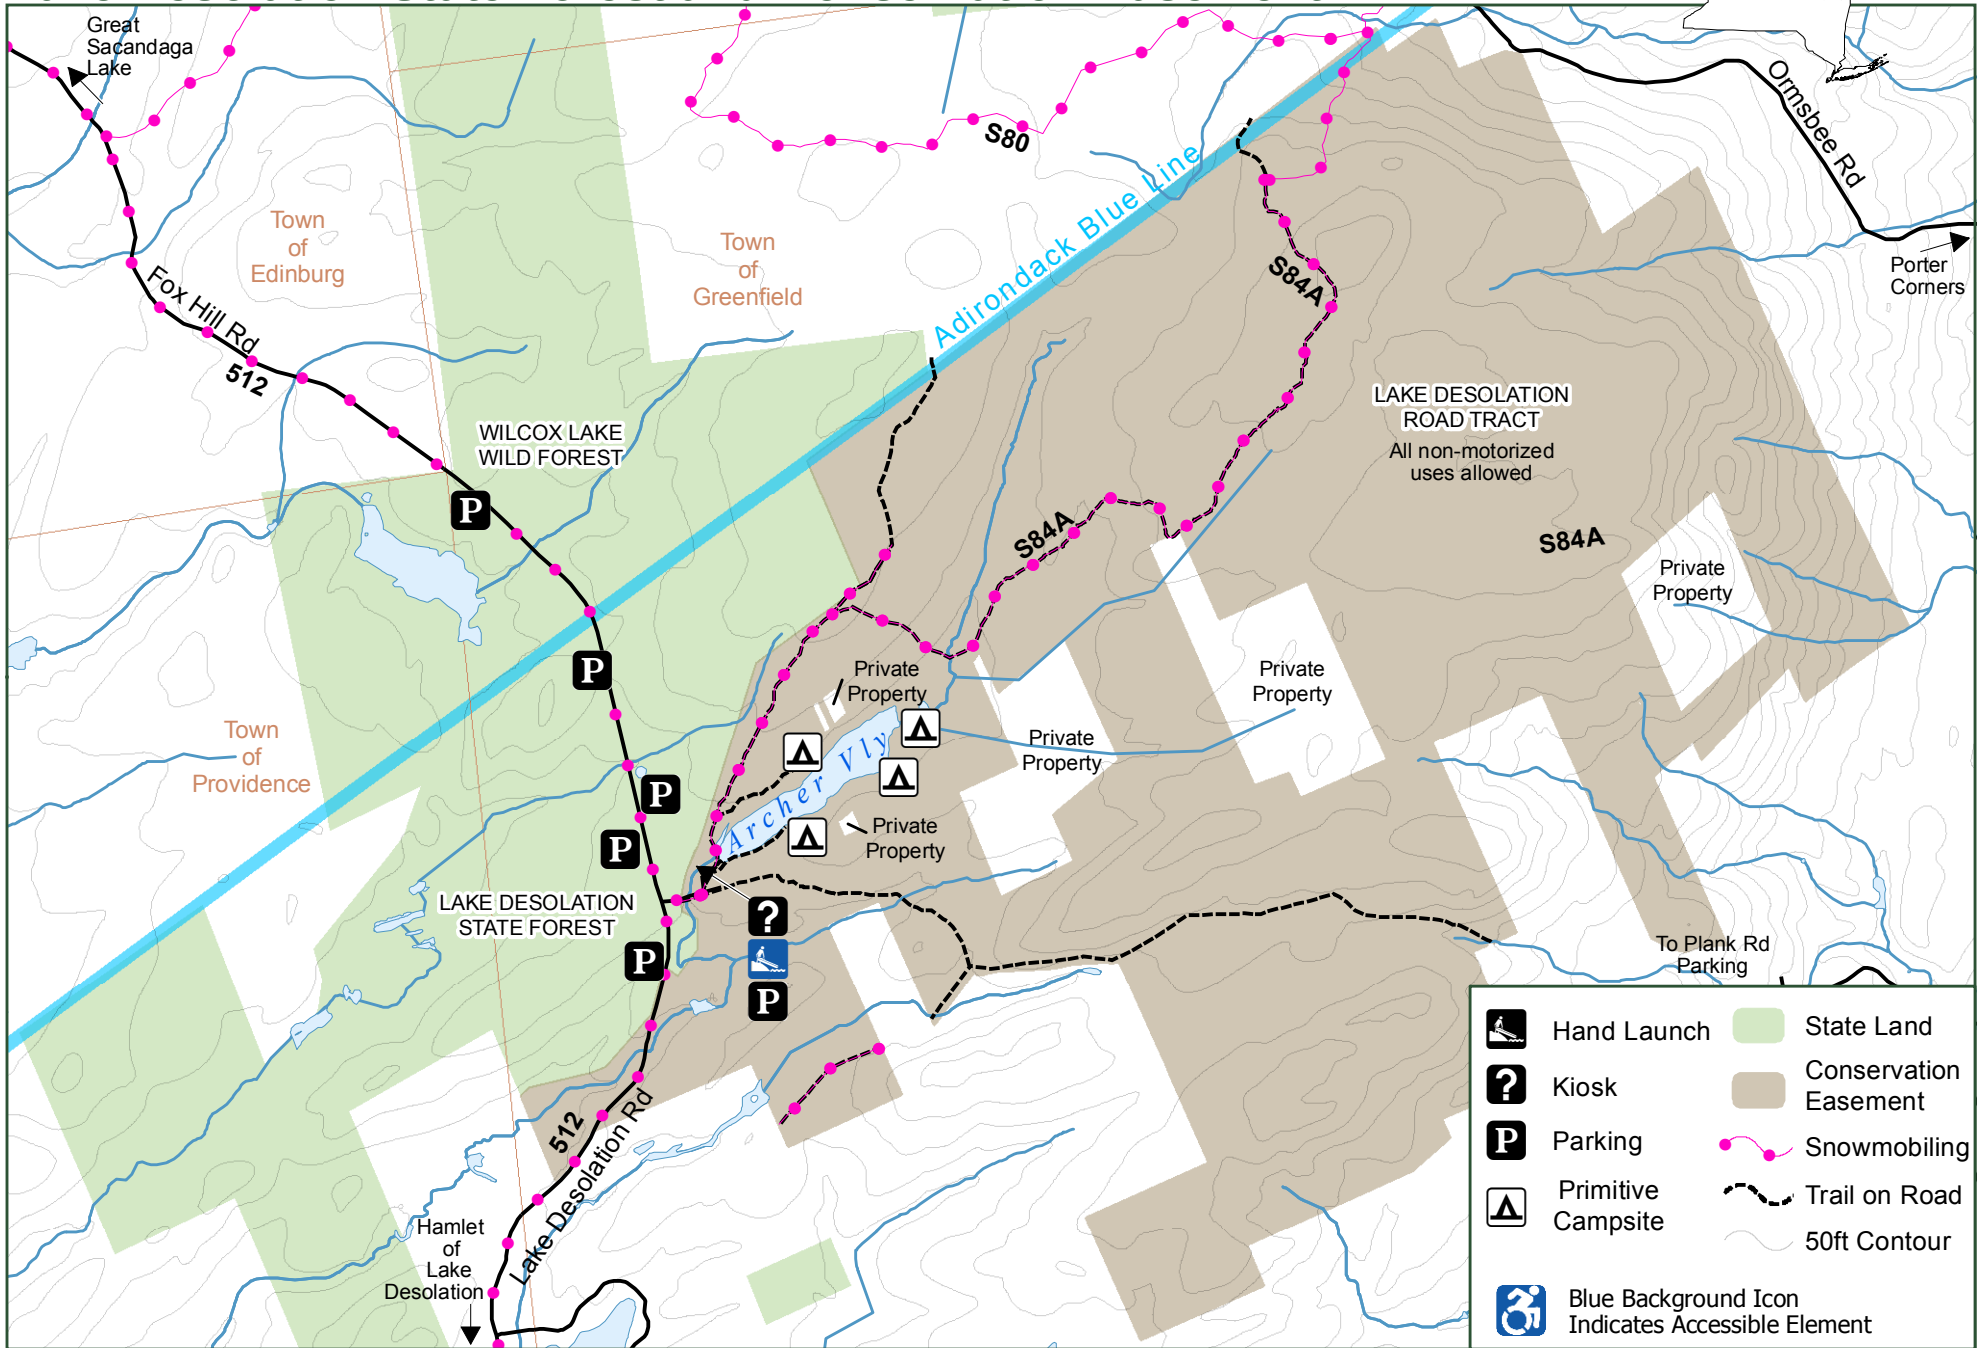 Great
Sacandaga
Lake
S80
Ormsbee Rd
Porter
Corners
Town
of
Edinburg
Town
of
Greenfield
Adirondack Blue Line
S84A
Fox Hill Rd
512
WILCOX LAKE
WILD FOREST
LAKE DESOLATION
ROAD TRACT
All non-motorized
uses allowed
P
S84A
S84A
Private
Property
P
Private
Property
Private
Property
Town
of
Providence
Private
Property
Archer Vly
P
P
Private
Property
LAKE DESOLATION
STATE FOREST
?
P
P
To Plank Rd
Parking
512
Lake Desolation Rd
Hamlet
of
Lake
Desolation
Hand Launch
State Land
?
Kiosk
Conservation
Easement
P
Parking
Snowmobiling
Primitive
Campsite
Trail on Road
50ft Contour
Blue Background Icon
Indicates Accessible Element